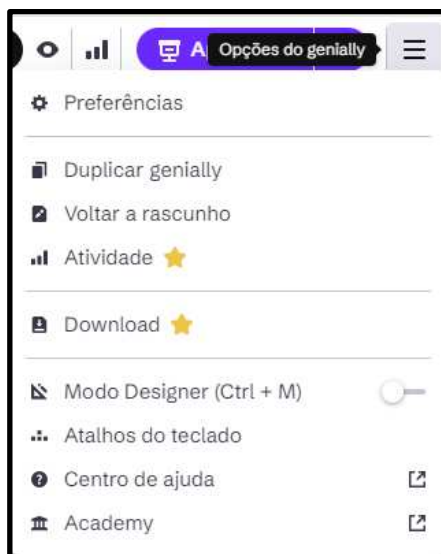 A Opções do genially
Preferências
Duplicar genially
Voltar a rascunho
Atividade
Download
Modo Designer (Ctrl + M)
Atalhos do teclado
Centro de ajuda
Academy